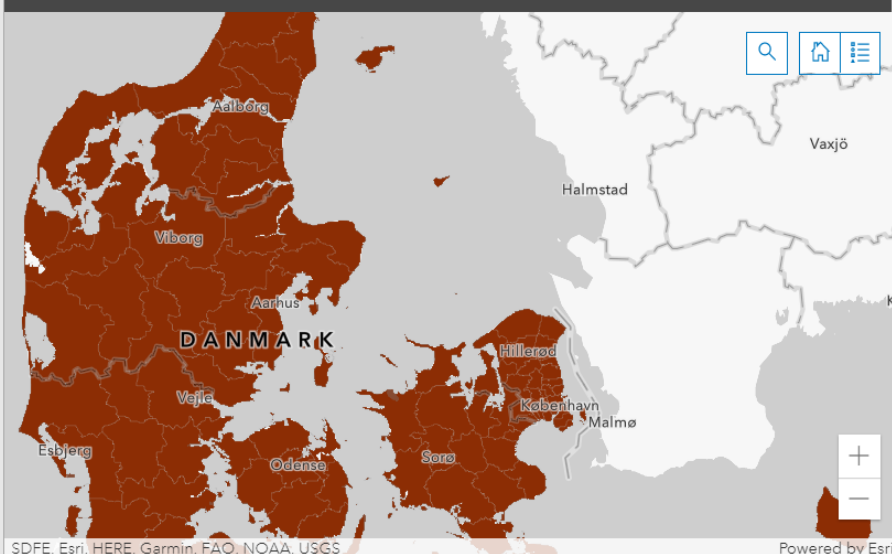 Aalborg
Vaxjö
Halmstad
Viborg
Aarhus
DANMARK
Hillerød
Vejle
København
Malmø
Esbjerg
Sorø
Odense
SDFE, Esri, HERE, Garmin, FAO, NOAA, USGS
Powered by Esri